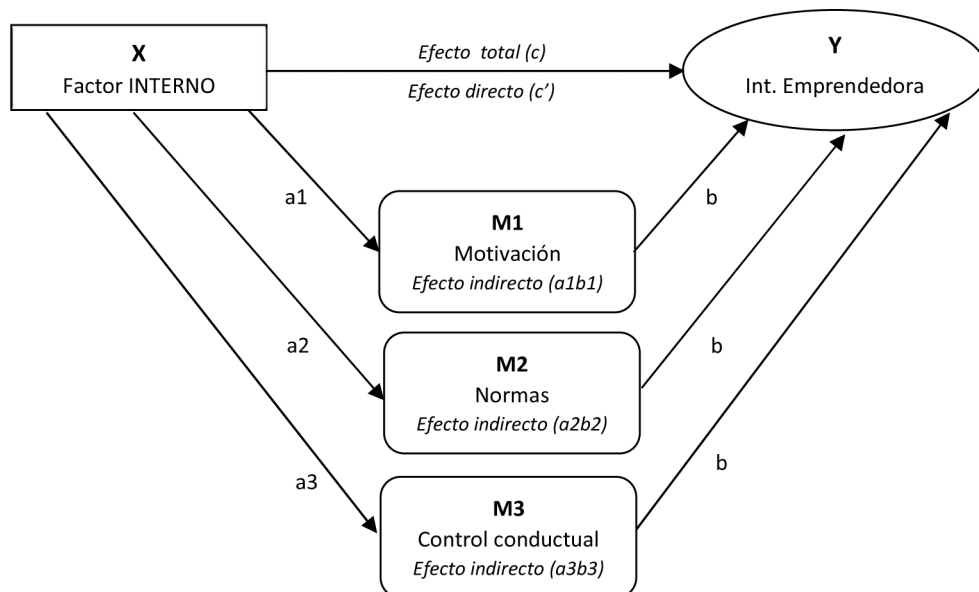 X
Factor INTERNO
Efecto total (c)
Efecto directo (c’)
Y
Int. Emprendedora
a1
b
M1
Motivación
Efecto indirecto (a1b1)
a2
b
M2
Normas
Efecto indirecto (a2b2)
a3
b
M3
Control conductual
Efecto indirecto (a3b3)